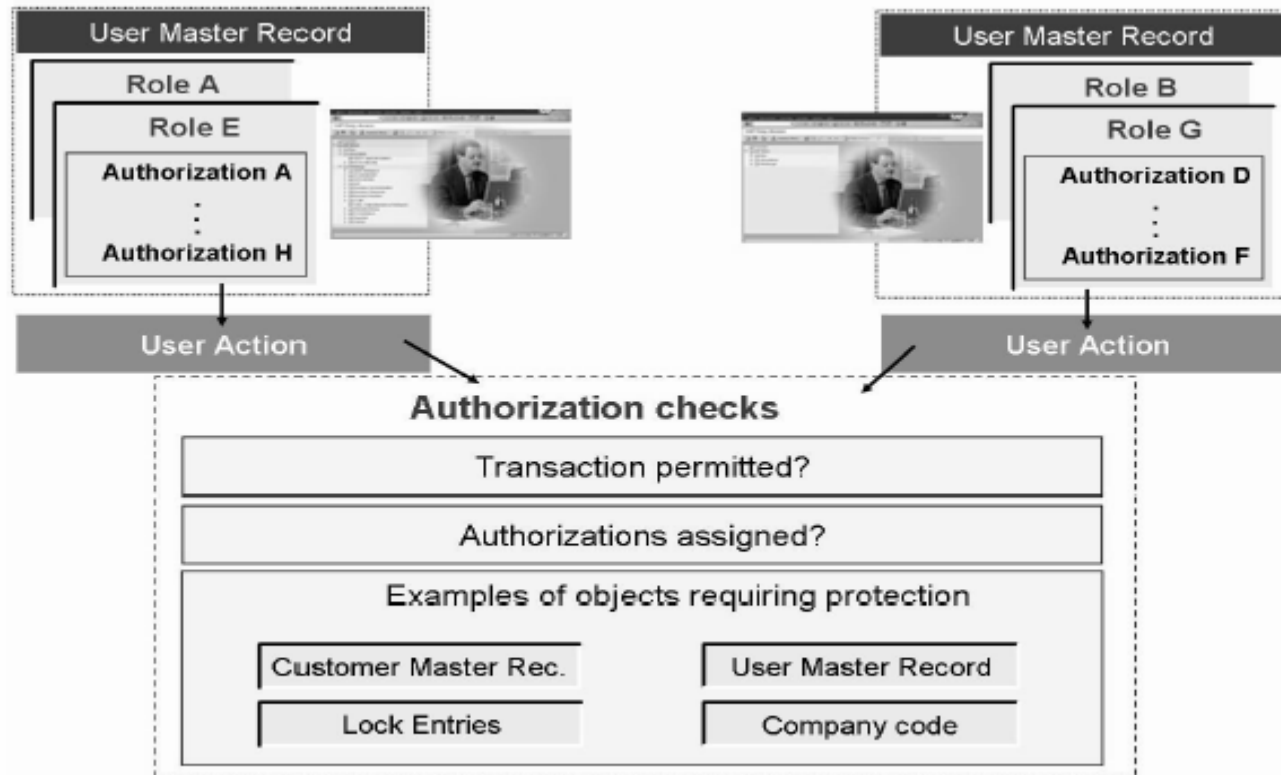 User Master Record
Role A
Role E
Authorization A
.
.
.
Authorization H
User Action
User Master Record
Role B
Role G
Authorization D
.
.
.
Authorization F
User Action
Authorization checks
Transaction permitted?
Authorizations assigned?
Examples of objects requiring protection
Customer Master Rec.
User Master Record
Lock Entries
Company code